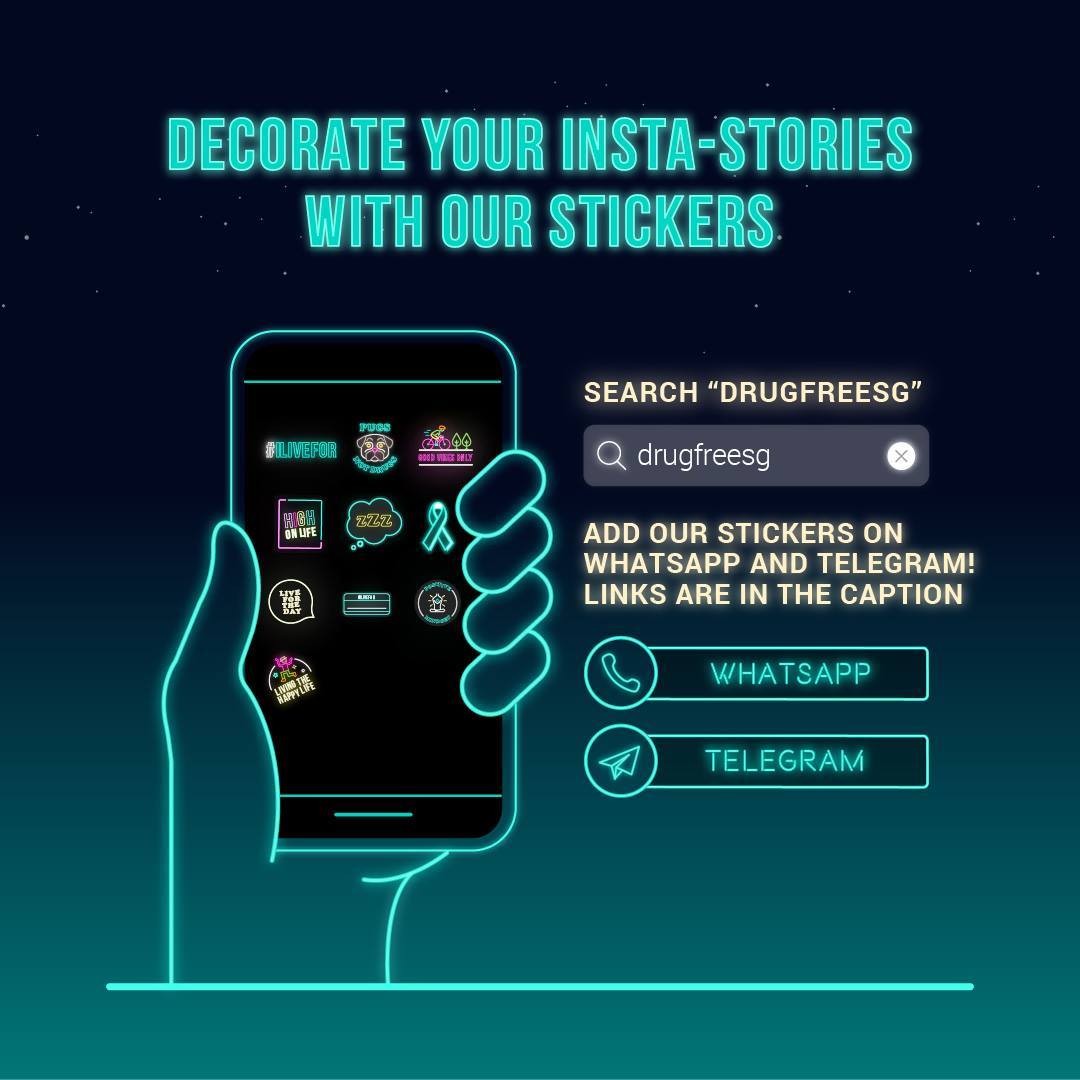 DECORATE YOUR INSTA-STORIES
WITH OUR STICKERS
#ILIVEFOR
PUGS
NOT DRUGS
GOOD VIBES ONLY
HIGH
ON LIFE
ZZZ
LIVE
FOR
THE
DAY
LIVING THE
HAPPY LIFE
SEARCH “DRUGFREESG”
drugfreesg
ADD OUR STICKERS ON
WHATSAPP AND TELEGRAM!
LINKS ARE IN THE CAPTION
WHATSAPP
TELEGRAM